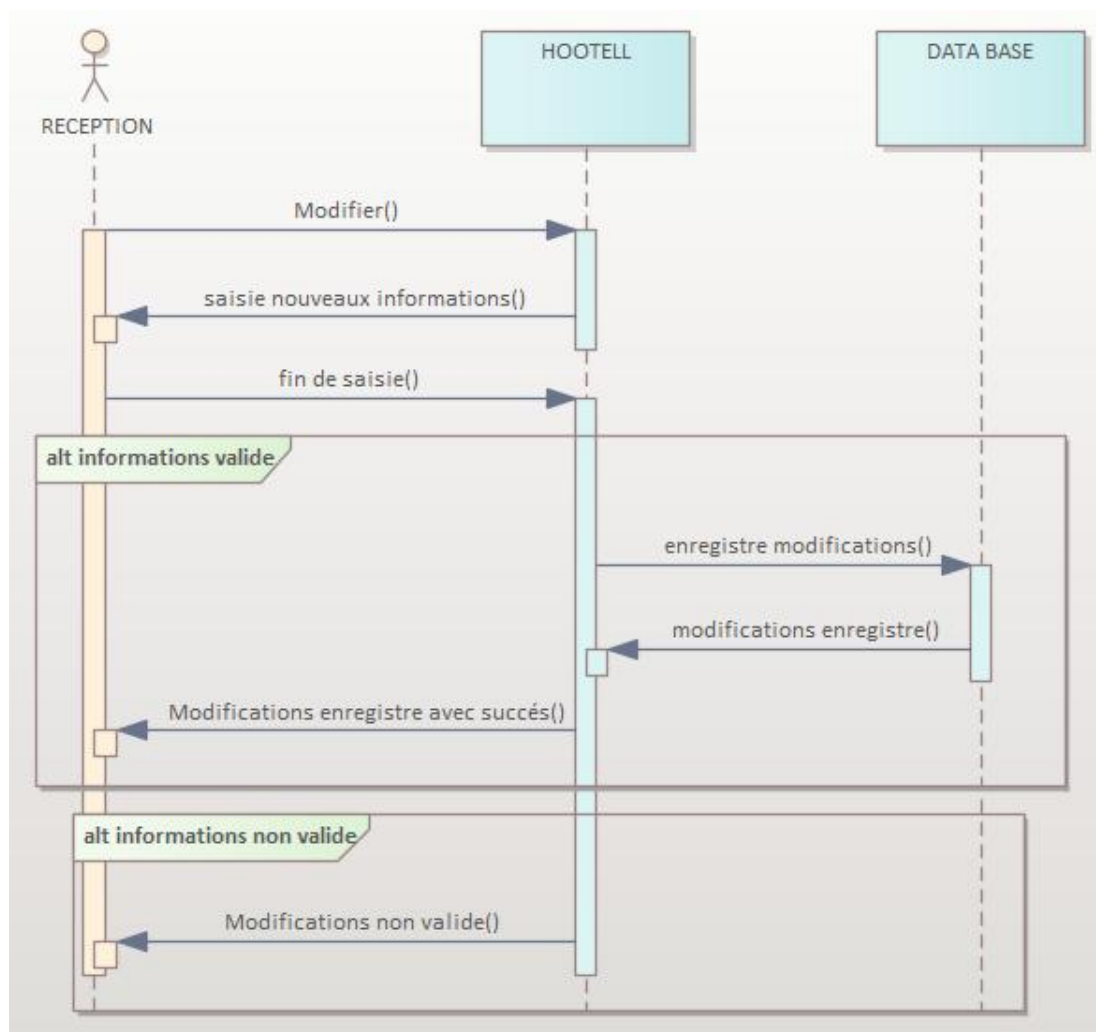 HOOTELL
DATA BASE
RECEPTION
Modifier()
saisie nouveaux informations()
fin de saisie()
alt informations valide
enregistre modifications()
modifications enregistre()
Modifications enregistre avec succés()
alt informations non valide
Modifications non valide()